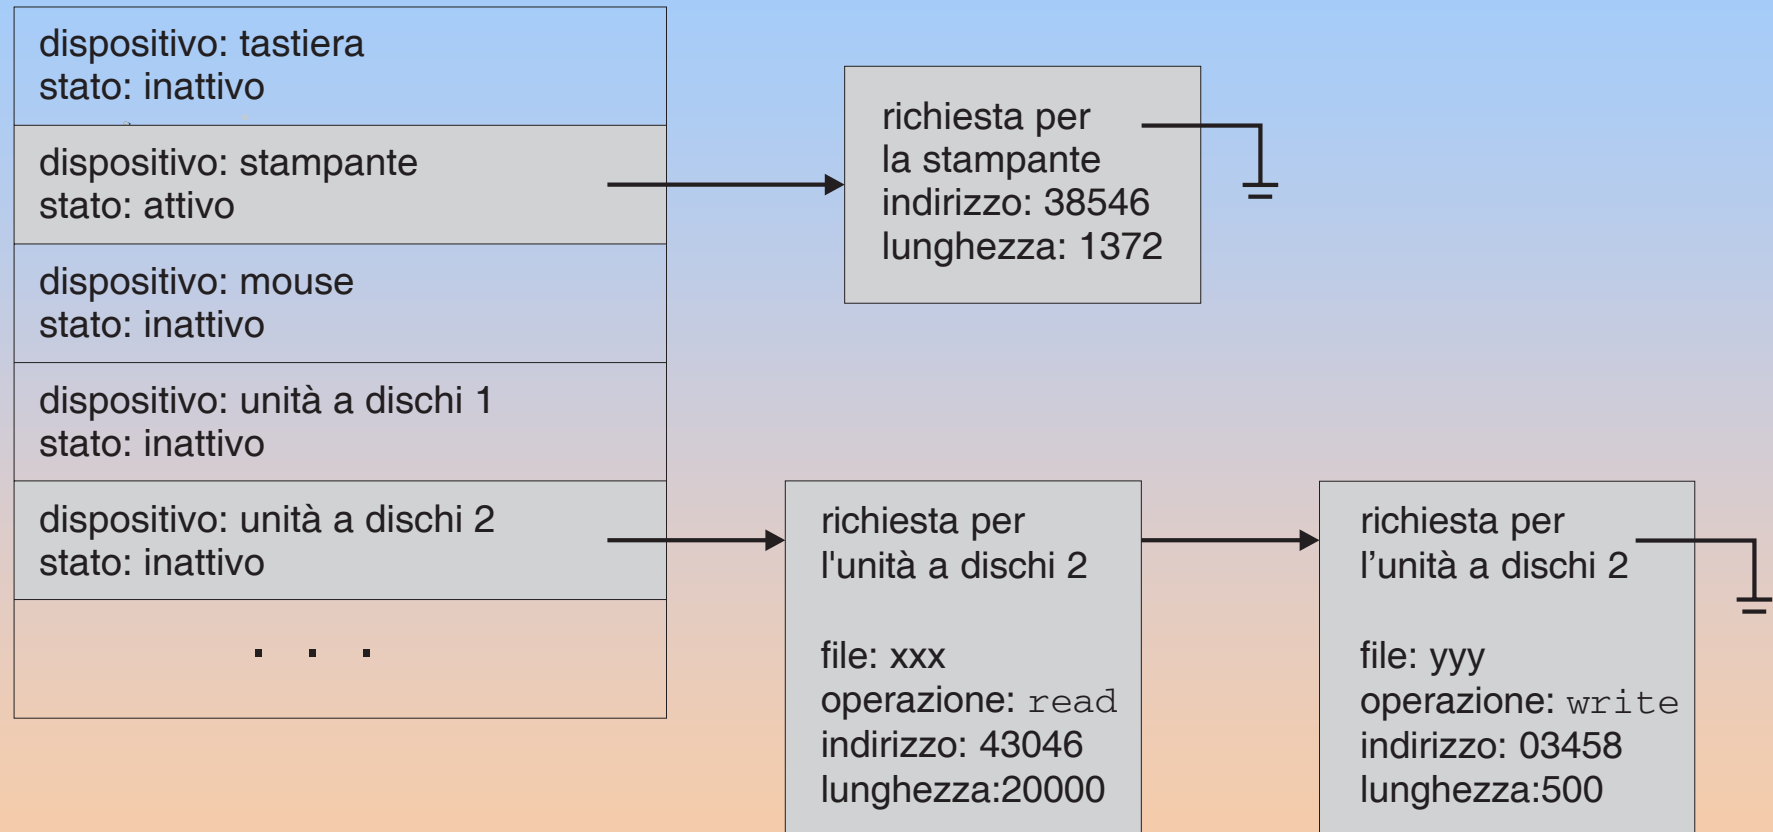 dispositivo: tastiera
stato: inattivo
dispositivo: stampante
stato: attivo
dispositivo: mouse
stato: inattivo
dispositivo: unità a dischi 1
stato: inattivo
dispositivo: unità a dischi 2
stato: inattivo
. . .
richiesta per
la stampante
indirizzo: 38546
lunghezza: 1372
richiesta per
l'unità a dischi 2
file: xxx
operazione: read
indirizzo: 43046
lunghezza:20000
richiesta per
l’unità a dischi 2
file: yyy
operazione: write
indirizzo: 03458
lunghezza:500